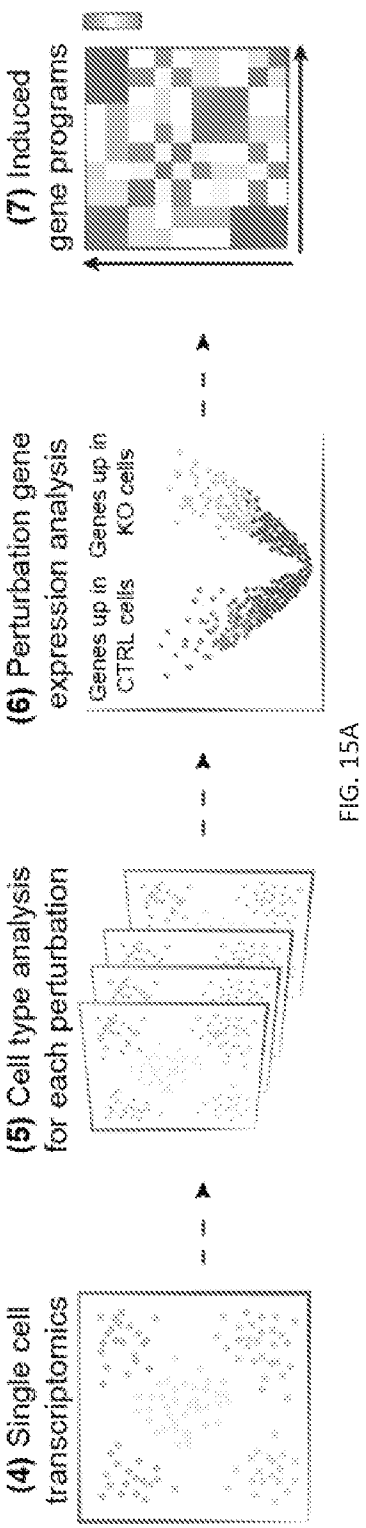 (4) Single cell
transcriptomics
(5) Cell type analysis
for each perturbation
(6) Perturbation gene
expression analysis
Genes up in
CTRL cells
Genes up in
KO cells
(7) Induced
gene programs
FIG. 15A